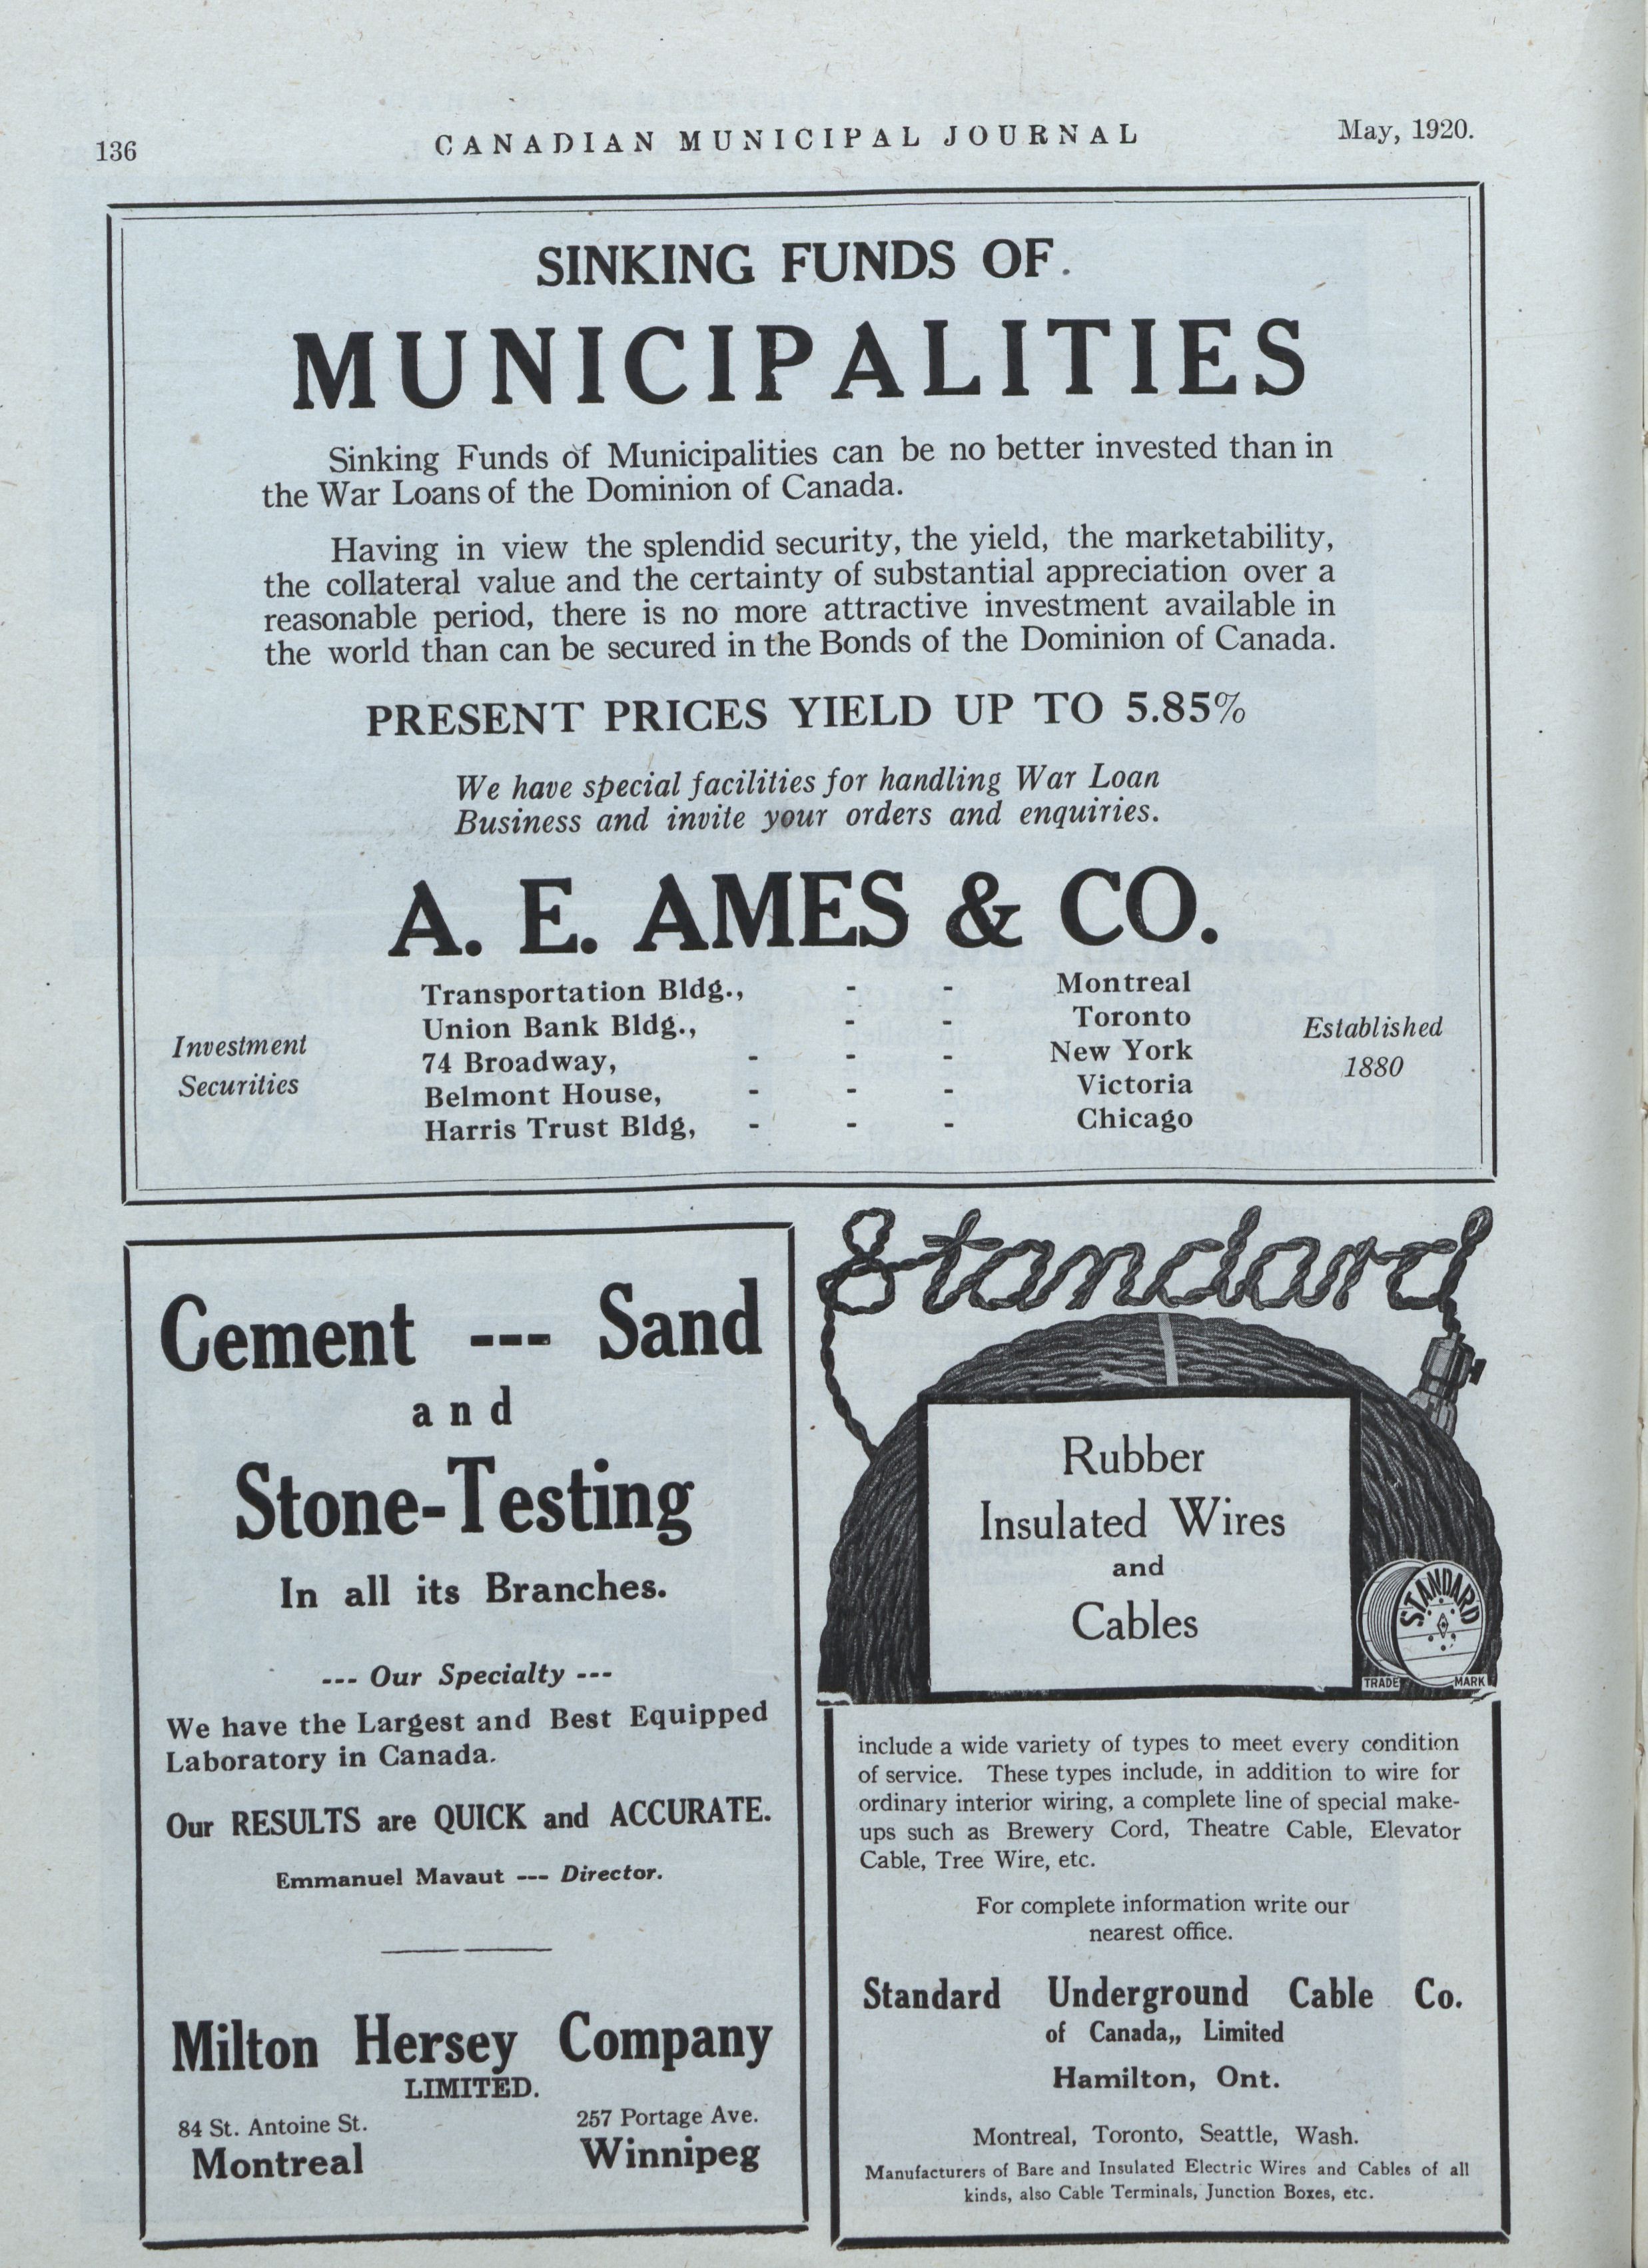 136
CANADIAN MUNICIPAL JOURNAL
May, 1920.
SINKING FUNDS OF.
MUNICIPALITIES
Sinking Funds of Municipalities can be no better invested than in
the War Loans of the Dominion of Canada.
Having in view the splendid security, the yield, the marketability,
the collateral value and the certainty of substantial appreciation over a
reasonable period, there is no more attractive investment available in
the world than can be secured in the Bonds of the Dominion of Canada.
PRESENT PRICES YIELD UP TO 5.85%
We have special facilities for handling War Loan
Business and invite your orders and enquiries.
A. E. AMES & CO.
Investment
Securities
Transportation Bldg., - - Montreal
Union Bank Bldg., - - Toronto
74 Broadway, - - - New York
Belmont House, - - - Victoria
Harris Trust Bldg, - - - Chicago
Established
1880
Cement --- Sand
and
Stone-Testing
In all its Branches.
--- Our Specialty ---
We have the Largest and Best Equipped
Laboratory in Canada.
Our RESULTS are QUICK and ACCURATE.
Emmanuel Mavaut --- Director.
Milton Hersey Company
LIMITED.
84 St. Antoine St.
Montreal
257 Portage Ave.
Winnipeg
Standard
Rubber
Insulated Wires
and
Cables
STANDARD
TRADE MARK
include a wide variety of types to meet every condition
of service. These types include, in addition to wire for
ordinary interior wiring, a complete line of special make-
ups such as Brewery Cord, Theatre Cable, Elevator
Cable, Tree Wire, etc.
For complete information write our
nearest office.
Standard Underground Cable Co.
of Canada,, Limited
Hamilton, Ont.
Montreal, Toronto, Seattle, Wash.
Manufacturers of Bare and Insulated Electric Wires and Cables of all
kinds, also Cable Terminals, Junction Boxes, etc.